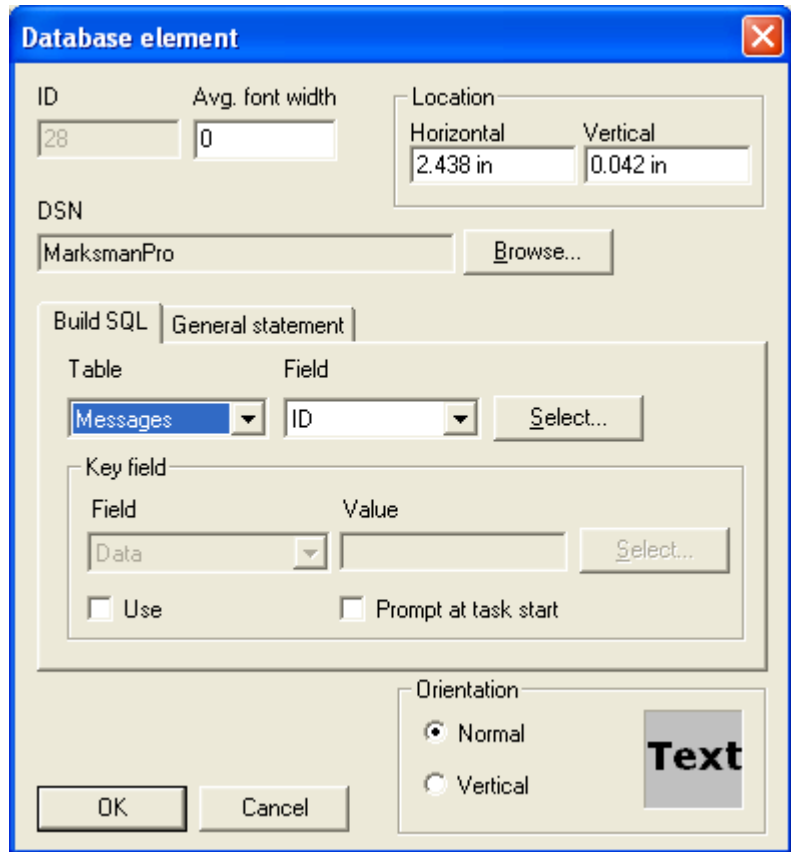 Database element
ID Avg. font width Location
Horizontal Vertical
28 0 2.438 in 0.042 in
DSN
MarksmanPro Browse...
Build SQL General statement
Table Field
Messages ID Select...
Key field
Field Value
Data Select...
Use Prompt at task start
Orientation
Normal
Text
Vertical
OK Cancel